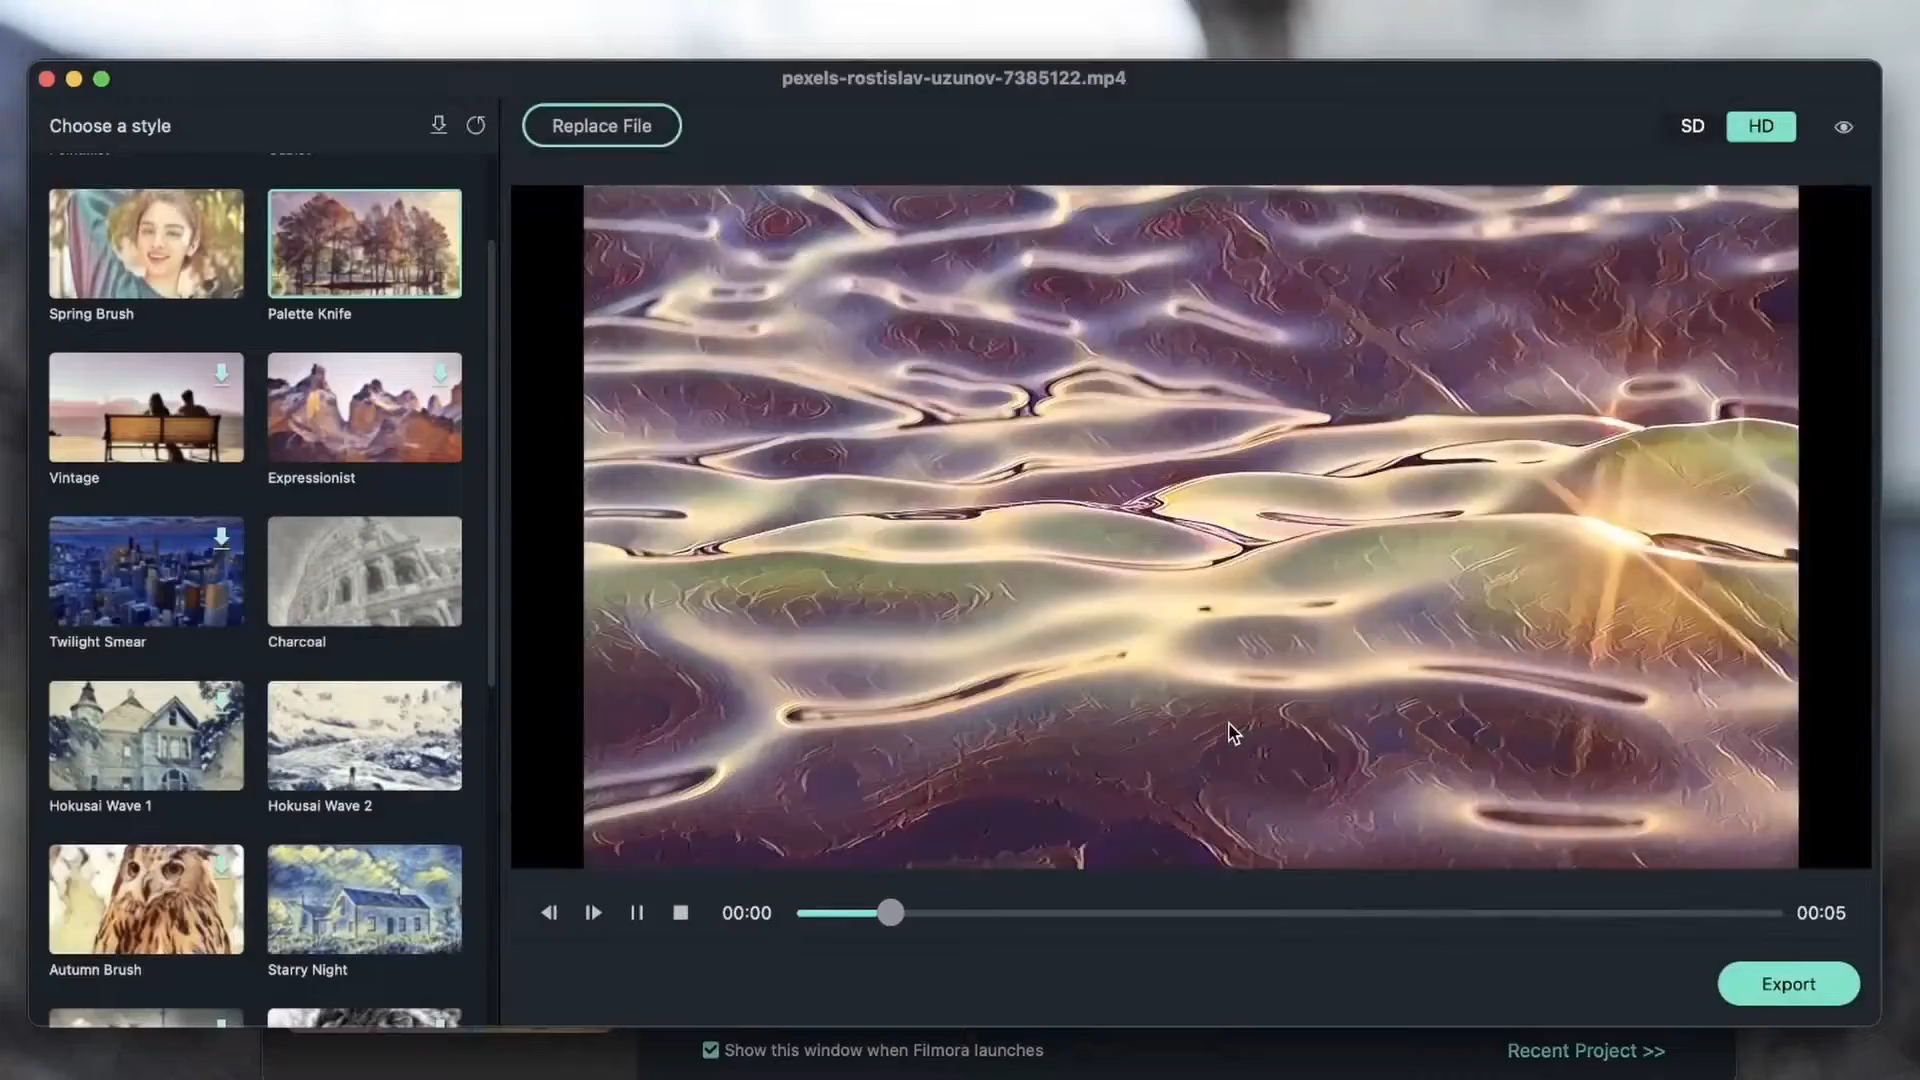 pexels-rostislav-uzunov-7385122.mp4
Choose a style
Replace File
SD
HD
Spring Brush
Palette Knife
Vintage
Expressionist
Twilight Smear
Charcoal
Hokusai Wave 1
Hokusai Wave 2
Autumn Brush
Starry Night
00:00
00:05
Export
Show this window when Filmora launches
Recent Project >>